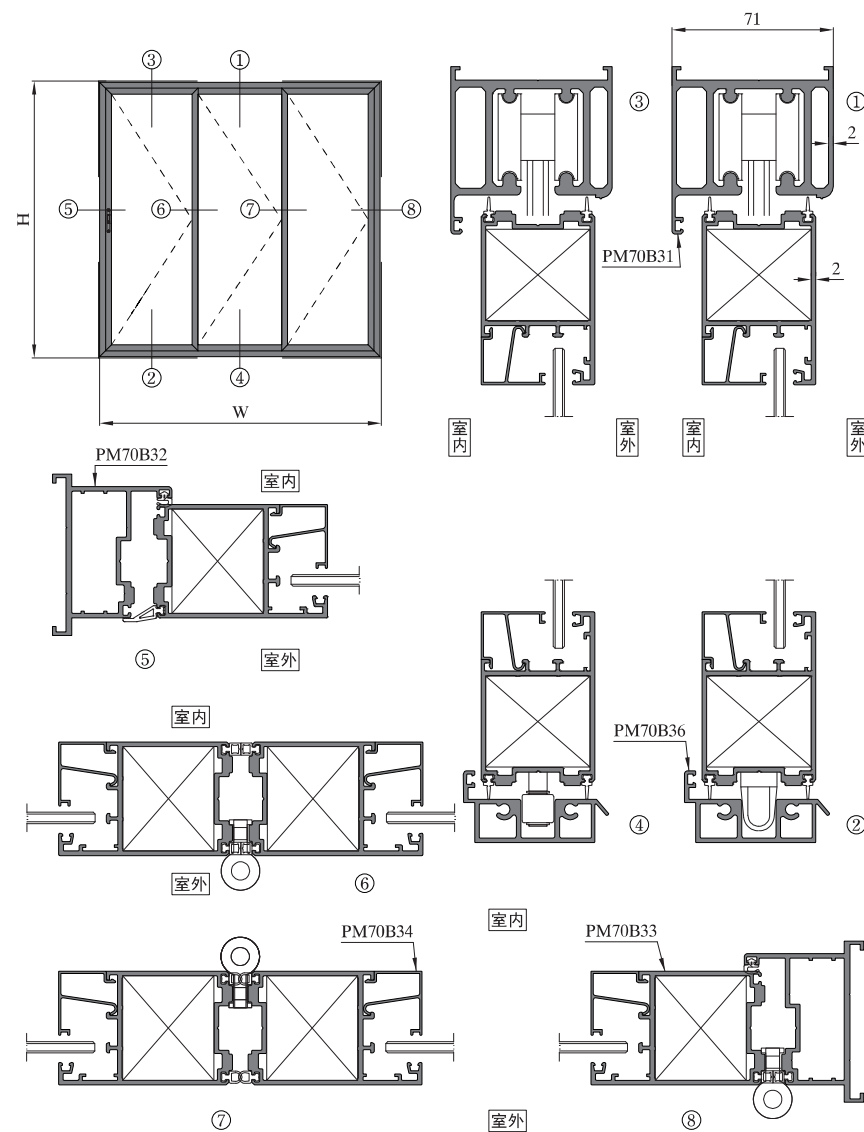 ③ ①
H
⑤ ⑥ ⑦ ⑧
② ④
W
71
③ ①
2
PM70B31
2
室内
室外
室内
室外
PM70B32
室内
⑤
室外
室内
室外
⑥
PM70B36
④ ②
PM70B34
⑦
室内
PM70B33
室外
⑧